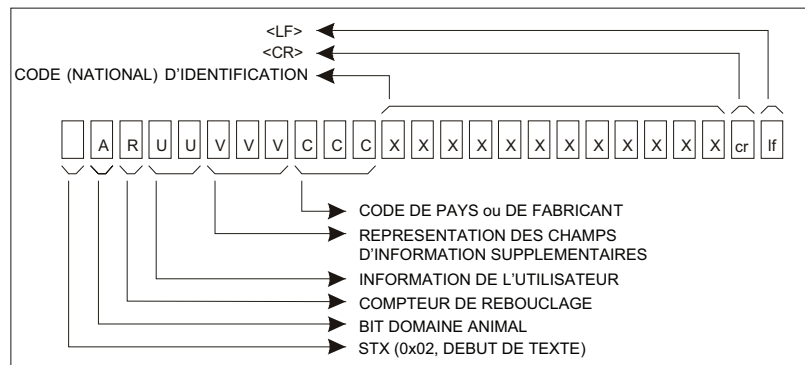 <LF>
<CR>
CODE (NATIONAL) D'IDENTIFICATION
A R U U V V V C C C X X X X X X X X X X X X cr lf
CODE DE PAYS ou DE FABRICANT
REPRESENTATION DES CHAMPS
D'INFORMATION SUPPLEMENTAIRES
INFORMATION DE L'UTILISATEUR
COMPTEUR DE REBOUCLAGE
BIT DOMAINE ANIMAL
STX (0x02, DEBUT DE TEXTE)